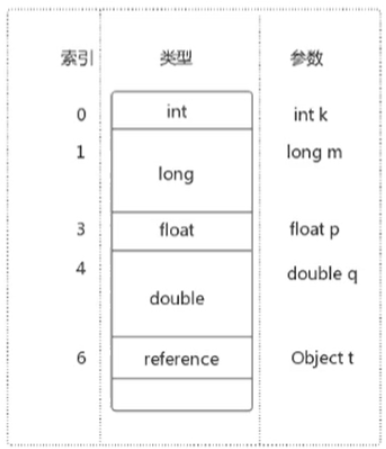 索引 类型 参数
0 int int k
1 long long m
3 float float p
4 double double q
6 reference Object t